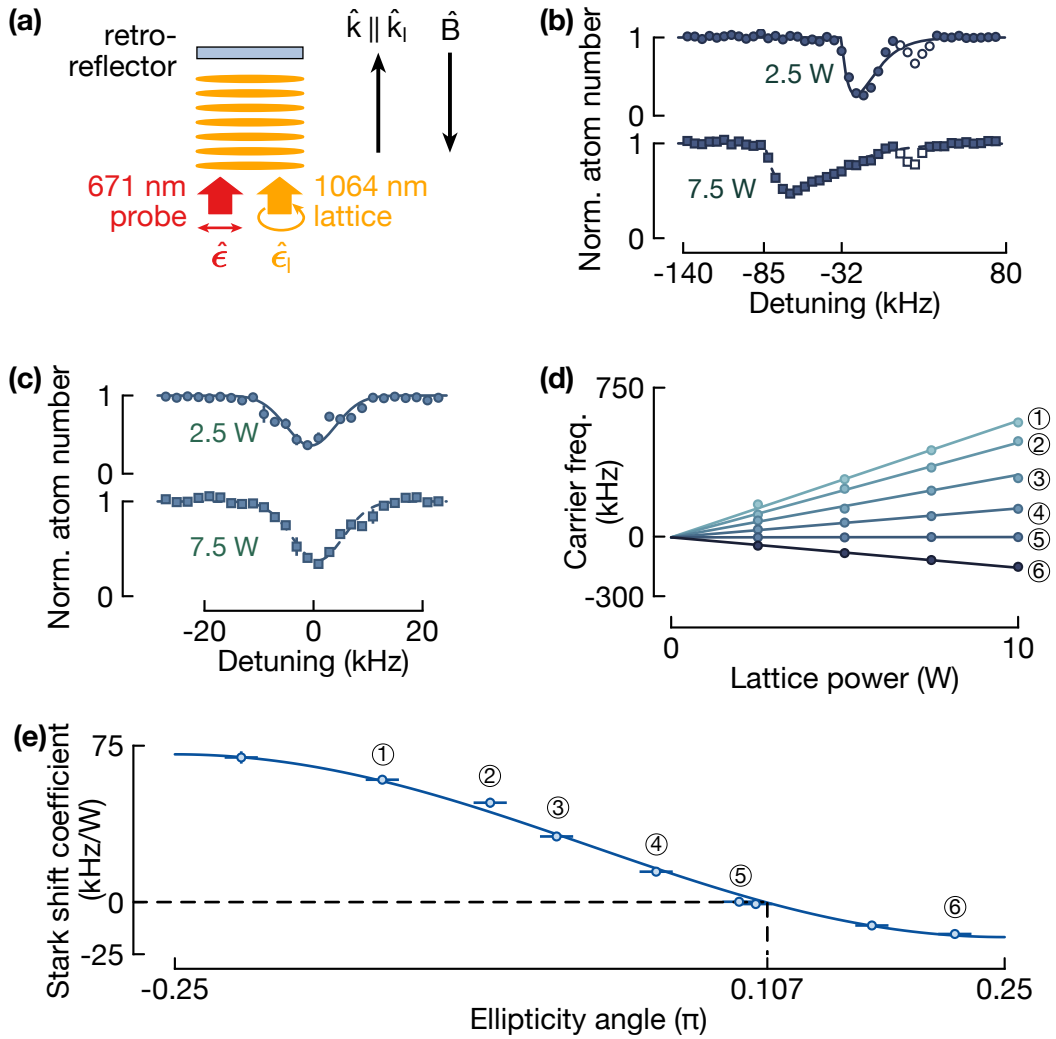 (a)
retro-
reflector
k̂ ∥ k̂ₗ
B̂
671 nm
probe
1064 nm
lattice
ϵ̂
ϵ̂ₗ
(b)
Norm. atom number
1
2.5 W
0
1
7.5 W
0
-140
-85
-32
80
Detuning (kHz)
(c)
Norm. atom number
1
2.5 W
0
1
7.5 W
0
-20
0
20
Detuning (kHz)
(d)
Carrier freq.
(kHz)
750
0
-300
①
②
③
④
⑤
⑥
0
10
Lattice power (W)
(e)
Stark shift coefficient
(kHz/W)
75
0
-25
①
②
③
④
⑤
⑥
-0.25
0.107
0.25
Ellipticity angle (π)